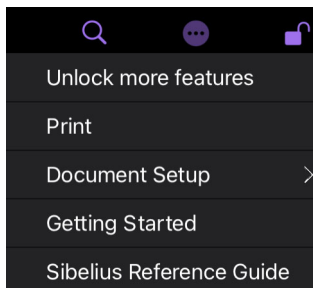 Unlock more features
Print
Document Setup
Getting Started
Sibelius Reference Guide